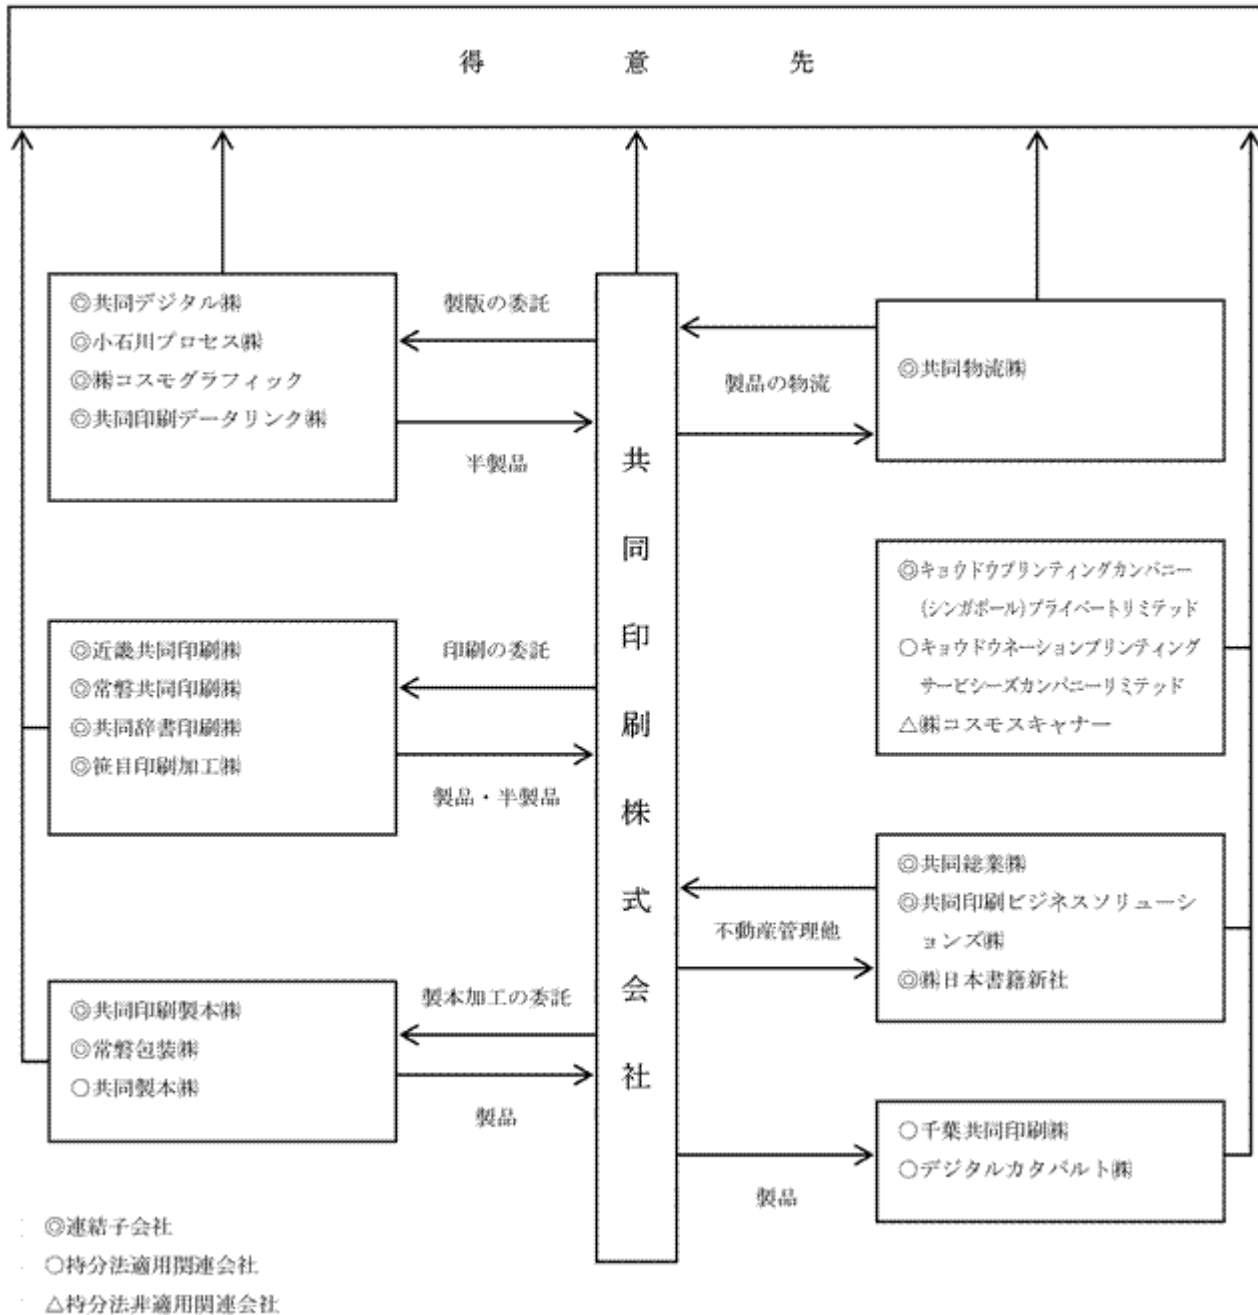 得意先
◎共同デジタル㈱
◎小石川プロセス㈱
◎㈱コスモグラフィック
◎共同印刷データリンク㈱
製版の委託
半製品
◎近畿共同印刷㈱
◎常磐共同印刷㈱
◎共同辞書印刷㈱
◎笹目印刷加工㈱
印刷の委託
製品・半製品
◎共同印刷製本㈱
◎常磐包装㈱
○共同製本㈱
製本加工の委託
製品
共同印刷株式会社
製品の物流
◎共同物流㈱
◎キョウドウプリンティングカンパニー
(シンガポール)プライベートリミテッド
○キョウドウネーションプリンティング
サービシーズカンパニーリミテッド
△㈱コスモスキャナー
不動産管理他
◎共同総業㈱
◎共同印刷ビジネスソリューシ
ョンズ㈱
◎㈱日本書籍新社
製品
○千葉共同印刷㈱
○デジタルカタパルト㈱
◎連結子会社
○持分法適用関連会社
△持分法非適用関連会社